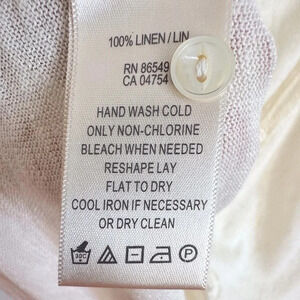 100% LINEN / LIN
RN 86549
CA 04754
HAND WASH COLD
ONLY NON-CHLORINE
BLEACH WHEN NEEDED
RESHAPE LAY
FLAT TO DRY
COOL IRON IF NECESSARY
OR DRY CLEAN
30C P